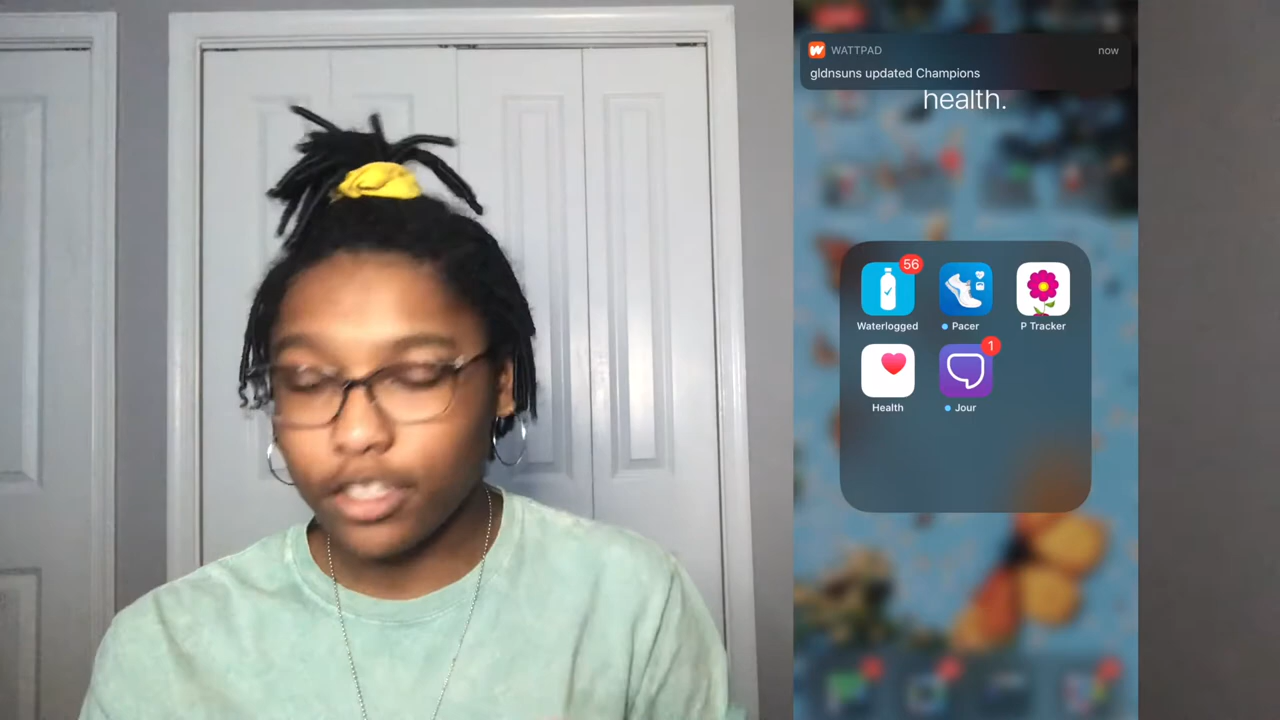 WATTPAD
now
gldnsuns updated Champions
health.
56
Waterlogged
Pacer
P Tracker
1
Health
Jour